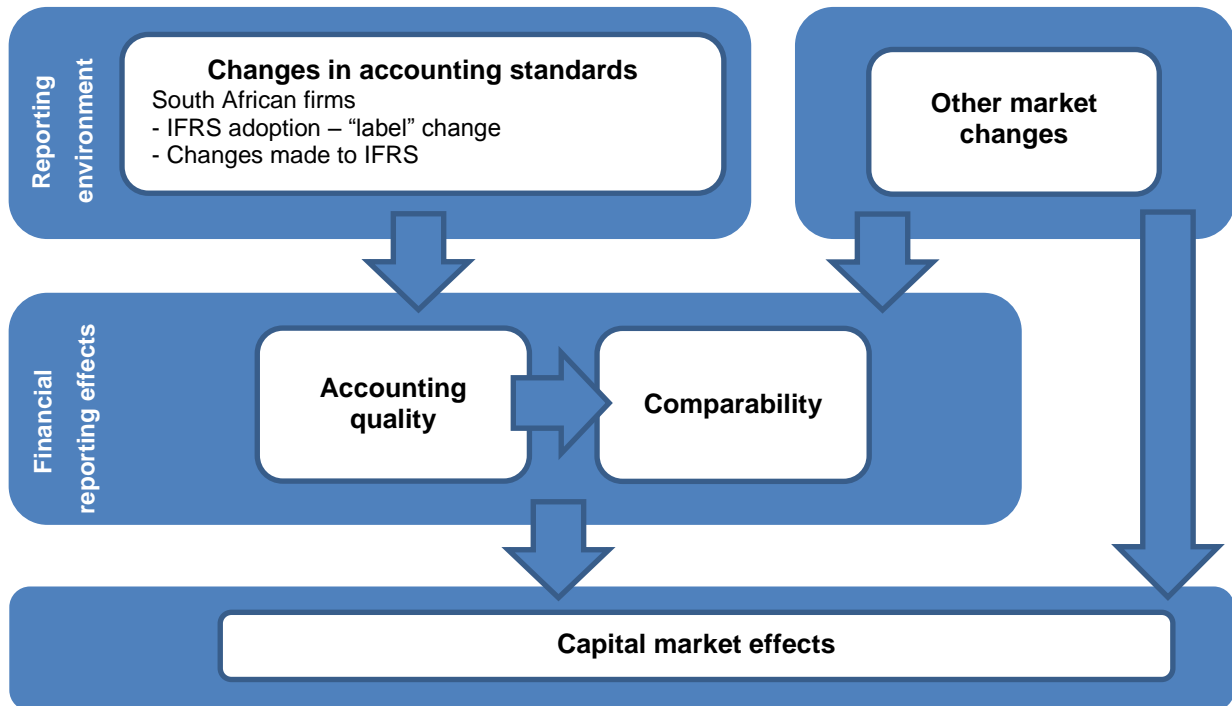 Reporting
environment
Changes in accounting standards
South African firms
- IFRS adoption – “label” change
- Changes made to IFRS
Other market
changes
Financial
reporting effects
Accounting
quality
Comparability
Capital market effects